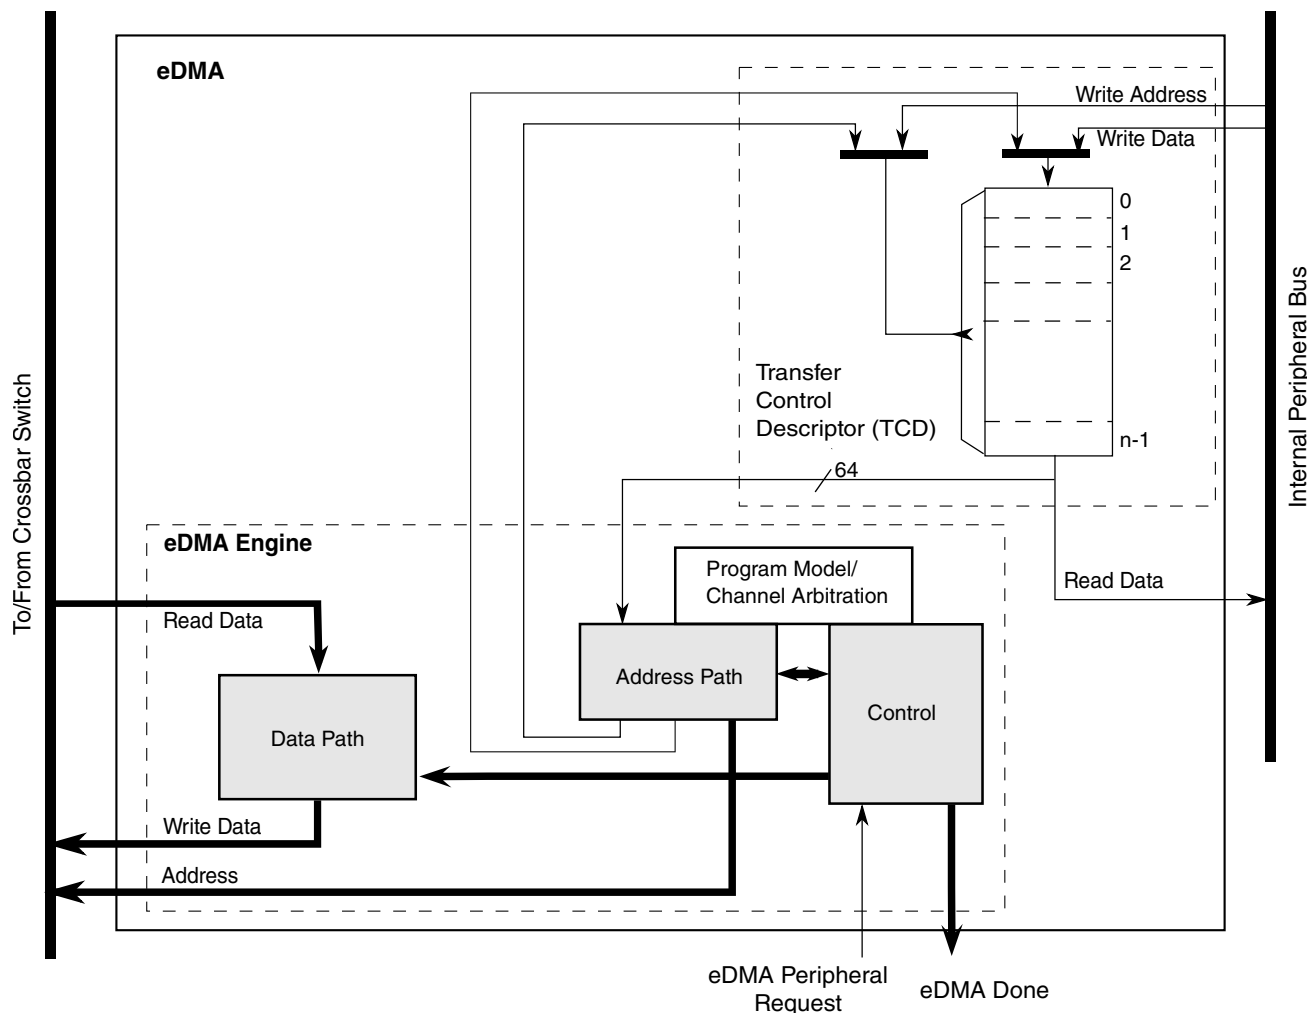 eDMA
Write Address
Write Data
0
1
2
n-1
Transfer
Control
Descriptor (TCD)
64
To/From Crossbar Switch
Internal Peripheral Bus
eDMA Engine
Program Model/
Channel Arbitration
Read Data
Read Data
Address Path
Control
Data Path
Write Data
Address
eDMA Peripheral
Request
eDMA Done